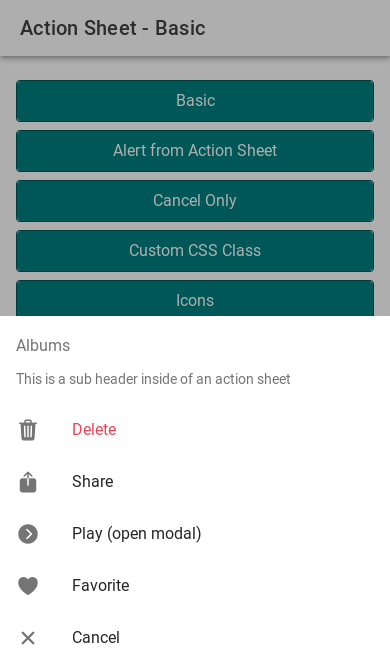 Action Sheet - Basic
Basic
Alert from Action Sheet
Cancel Only
Custom CSS Class
Icons
Albums
This is a sub header inside of an action sheet
Delete
Share
Play (open modal)
Favorite
Cancel